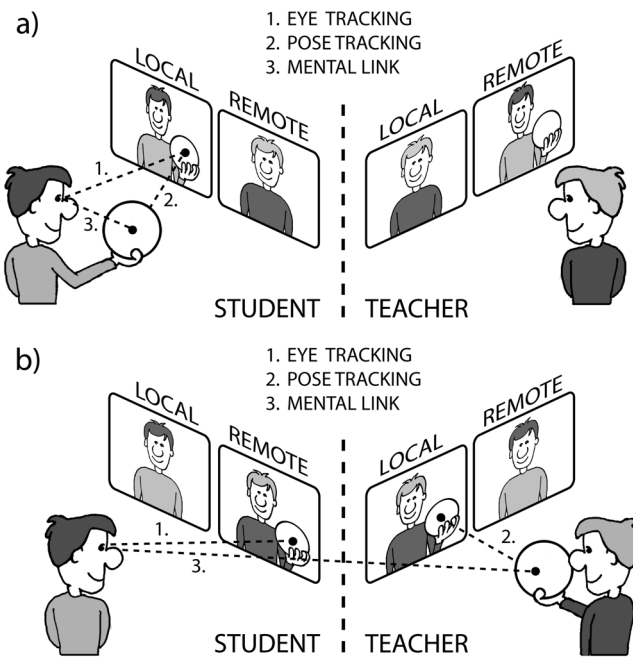 a)
1. EYE TRACKING
2. POSE TRACKING
3. MENTAL LINK
LOCAL
REMOTE
LOCAL
REMOTE
1.
2.
3.
STUDENT
TEACHER
b)
1. EYE TRACKING
2. POSE TRACKING
3. MENTAL LINK
LOCAL
REMOTE
LOCAL
REMOTE
1.
2.
3.
STUDENT
TEACHER